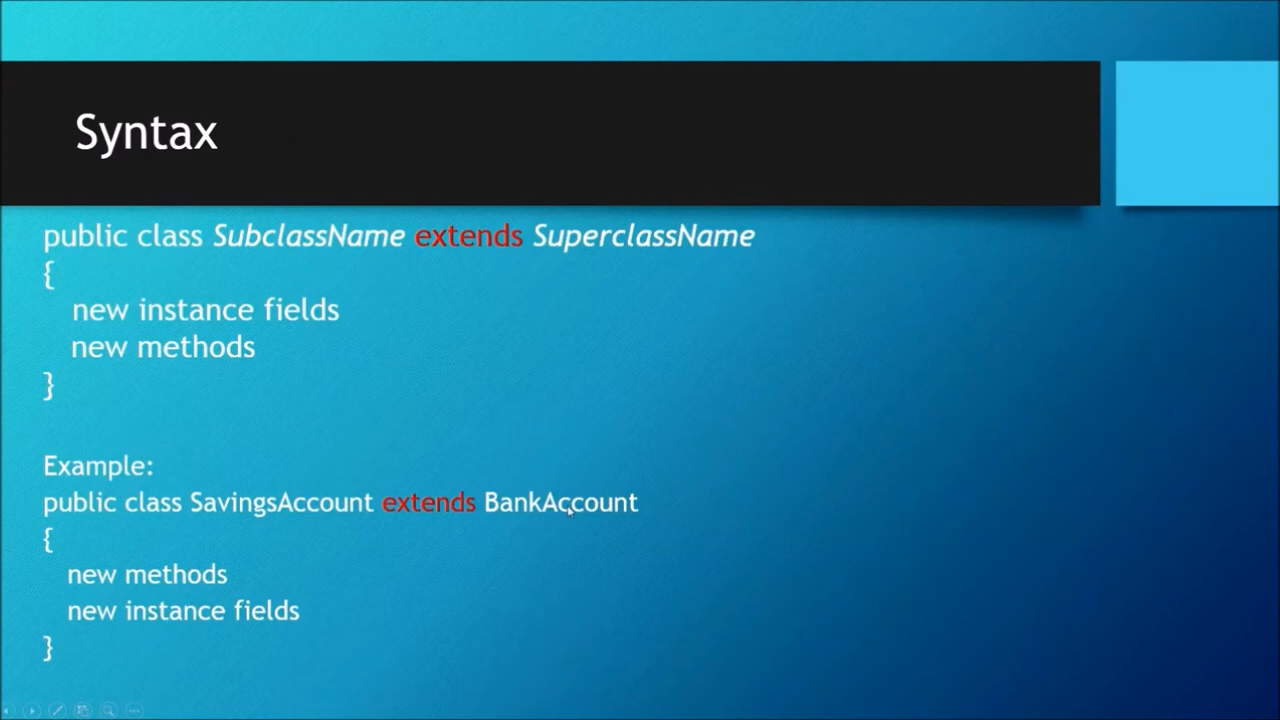 Syntax
public class SubclassName extends SuperclassName
{
new instance fields
new methods
}
Example:
public class SavingsAccount extends BankAccount
{
new methods
new instance fields
}